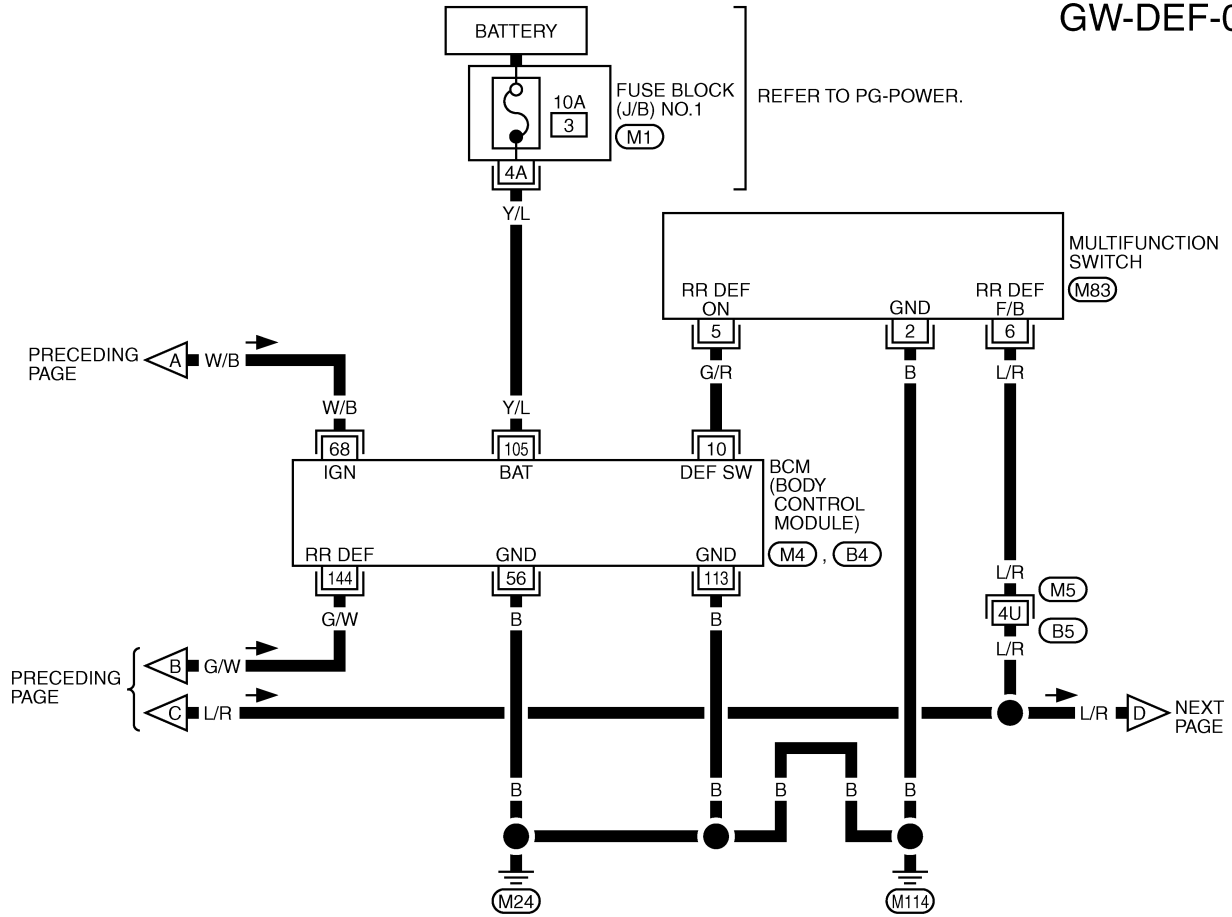 GW-DEF-0
BATTERY
10A
3
FUSE BLOCK
(J/B) NO.1
M1
REFER TO PG-POWER.
4A
Y/L
MULTIFUNCTION
SWITCH
M83
RR DEF
ON
GND
RR DEF
F/B
5
2
6
G/R
B
L/R
PRECEDING
PAGE
A
W/B
W/B
Y/L
68
105
10
IGN
BAT
DEF SW
BCM
(BODY
CONTROL
MODULE)
M4 , B4
RR DEF
GND
GND
144
56
113
G/W
B
B
L/R
4U
M5
B5
L/R
PRECEDING
PAGE
B
G/W
C
L/R
L/R
D
NEXT
PAGE
B
B
B
B
B
M24
M114